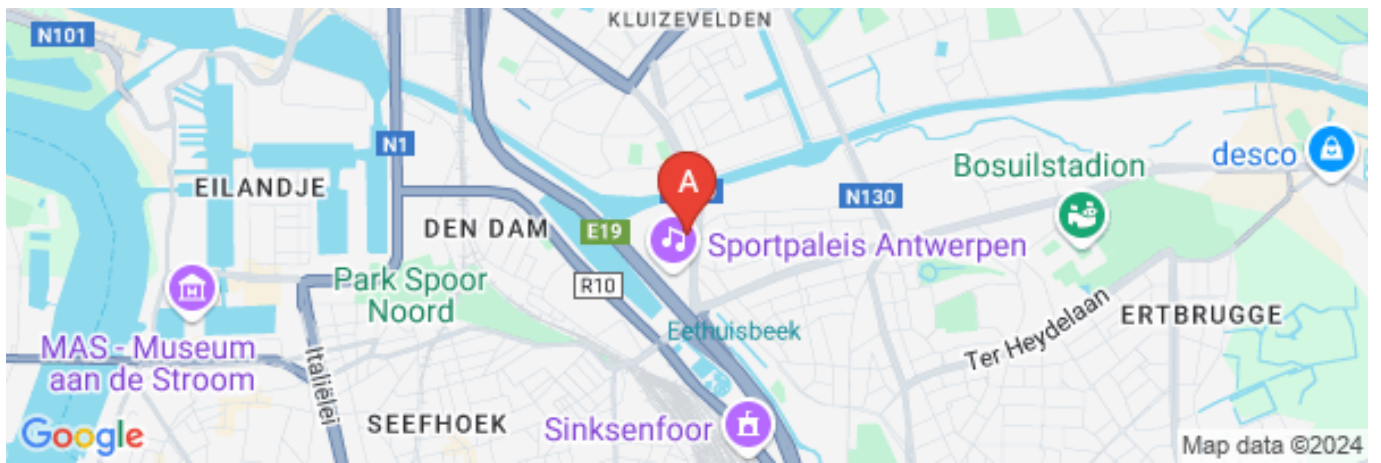 KLUIZEVELDEN
N101
N1
desco
Bosuilstadion
A
EILANDJE
N130
DEN DAM
E19
Sportpaleis Antwerpen
R10
Park Spoor
Noord
Ter Heydelaan
ERTBRUGGE
Eethuisbeek
MAS - Museum
aan de Stroom
Italiëlei
SEEFHOEK
Sinksenfoor
Google
Map data ©2024